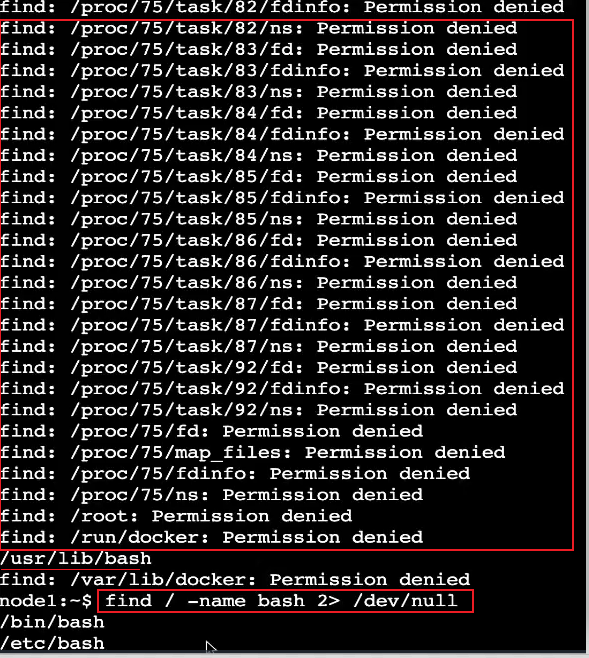 find: /proc/75/task/82/fdinfo: Permission denied
find: /proc/75/task/82/ns: Permission denied
find: /proc/75/task/83/fd: Permission denied
find: /proc/75/task/83/fdinfo: Permission denied
find: /proc/75/task/83/ns: Permission denied
find: /proc/75/task/84/fd: Permission denied
find: /proc/75/task/84/fdinfo: Permission denied
find: /proc/75/task/84/ns: Permission denied
find: /proc/75/task/85/fd: Permission denied
find: /proc/75/task/85/fdinfo: Permission denied
find: /proc/75/task/85/ns: Permission denied
find: /proc/75/task/86/fd: Permission denied
find: /proc/75/task/86/fdinfo: Permission denied
find: /proc/75/task/86/ns: Permission denied
find: /proc/75/task/87/fd: Permission denied
find: /proc/75/task/87/fdinfo: Permission denied
find: /proc/75/task/87/ns: Permission denied
find: /proc/75/task/92/fd: Permission denied
find: /proc/75/task/92/fdinfo: Permission denied
find: /proc/75/task/92/ns: Permission denied
find: /proc/75/fd: Permission denied
find: /proc/75/map_files: Permission denied
find: /proc/75/fdinfo: Permission denied
find: /proc/75/ns: Permission denied
find: /root: Permission denied
find: /run/docker: Permission denied
/usr/lib/bash
find: /var/lib/docker: Permission denied
node1:~$ find / -name bash 2> /dev/null
/bin/bash
/etc/bash